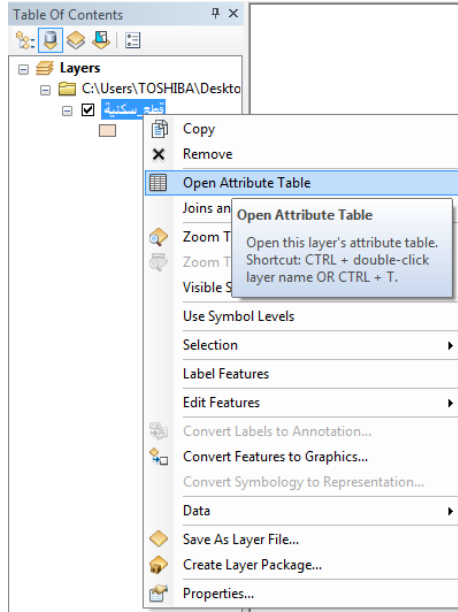 Table Of Contents
Layers
C:\Users\TOSHIBA\Deskto
قطع_سكنية
Copy
Remove
Open Attribute Table
Joins an
Open Attribute Table
Zoom T
Open this layer's attribute table.
Zoom T
Shortcut: CTRL + double-click
layer name OR CTRL + T.
Visible S
Use Symbol Levels
Selection
Label Features
Edit Features
Convert Labels to Annotation...
Convert Features to Graphics...
Convert Symbology to Representation...
Data
Save As Layer File...
Create Layer Package...
Properties...